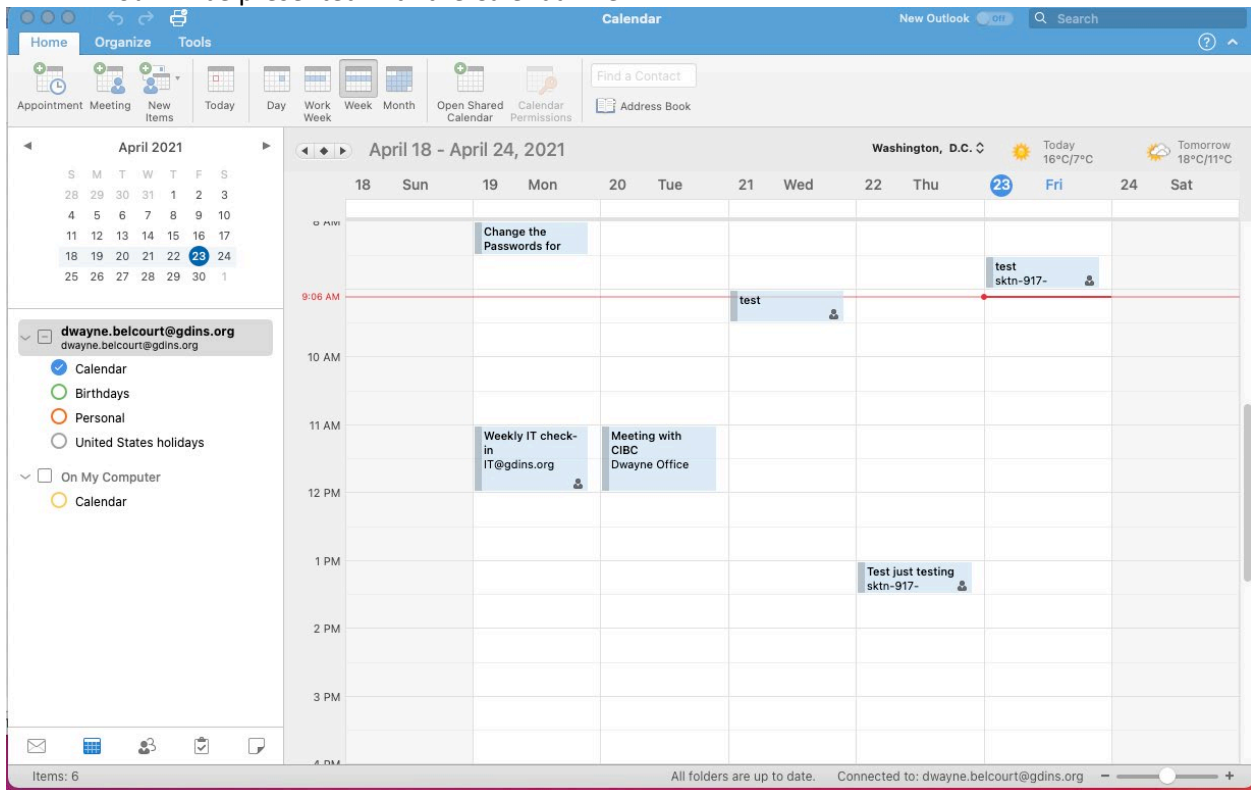 Calendar
New Outlook Off
Search
Home Organize Tools
Appointment Meeting New Items Today Day Work Week Week Month Open Shared Calendar Calendar Permissions
Find a Contact
Address Book
April 2021
S M T W T F S
28 29 30 31 1 2 3
4 5 6 7 8 9 10
11 12 13 14 15 16 17
18 19 20 21 22 23 24
25 26 27 28 29 30 1
dwayne.belcourt@gdins.org
dwayne.belcourt@gdins.org
Calendar
Birthdays
Personal
United States holidays
On My Computer
Calendar
April 18 - April 24, 2021
Washington, D.C.
Today
16°C/7°C
Tomorrow
18°C/11°C
18 Sun 19 Mon 20 Tue 21 Wed 22 Thu 23 Fri 24 Sat
8 AM
Change the
Passwords for
test
sktn-917-
9:06 AM
test
10 AM
11 AM
Weekly IT check-
in
IT@gdins.org
Meeting with
CIBC
Dwayne Office
12 PM
1 PM
Test just testing
sktn-917-
2 PM
3 PM
4 PM
Items: 6
All folders are up to date. Connected to: dwayne.belcourt@gdins.org